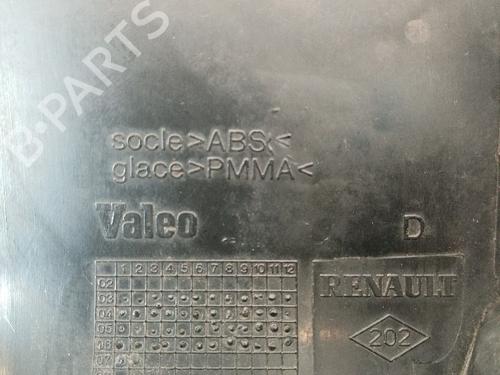 B-PARTS
socle>ABS<
glace>PMMA<
Valeo
D
1 2 3 4 5 6 7 8 9 10 11 12
02
03
04
05
06
07
RENAULT
202